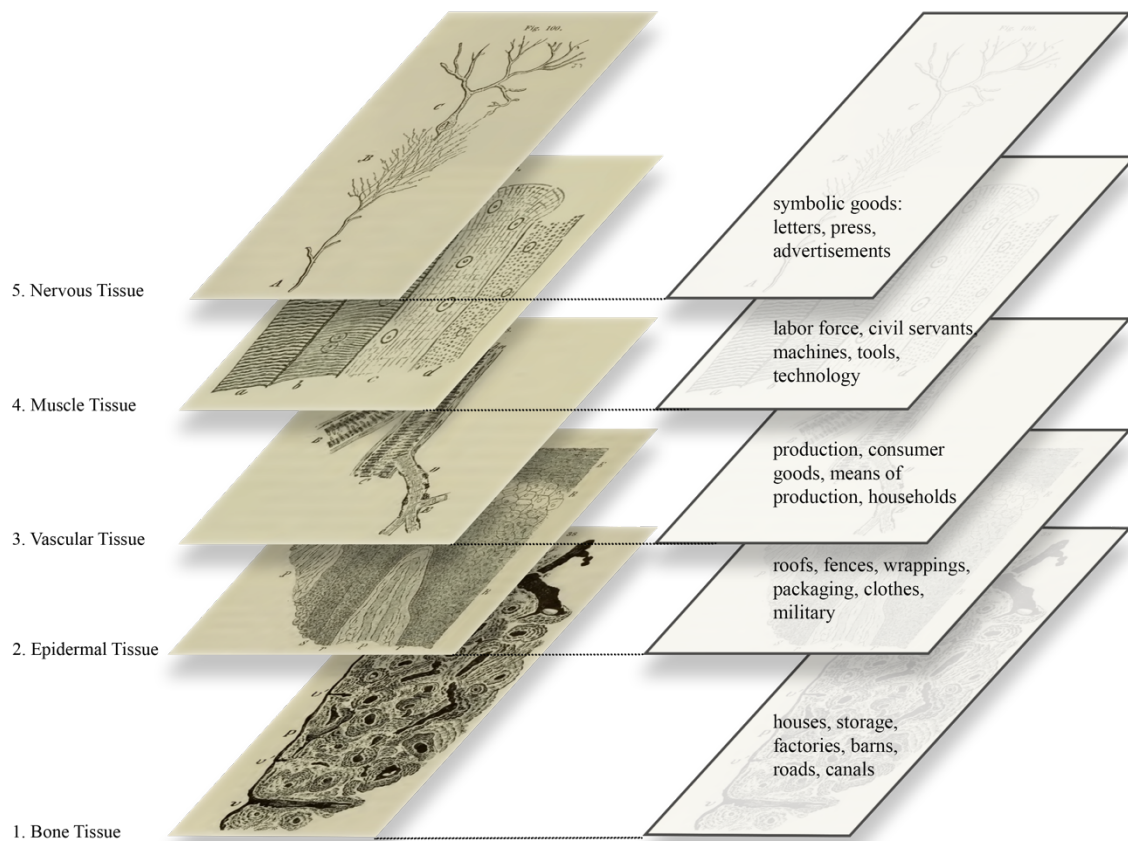 Fig. 100.
C
B
A
symbolic goods:
letters, press,
advertisements
5. Nervous Tissue
a
b
c
d
labor force, civil servants,
machines, tools,
technology
4. Muscle Tissue
production, consumer
goods, means of
production, households
3. Vascular Tissue
roofs, fences, wrappings,
packaging, clothes,
military
2. Epidermal Tissue
houses, storage,
factories, barns,
roads, canals
1. Bone Tissue